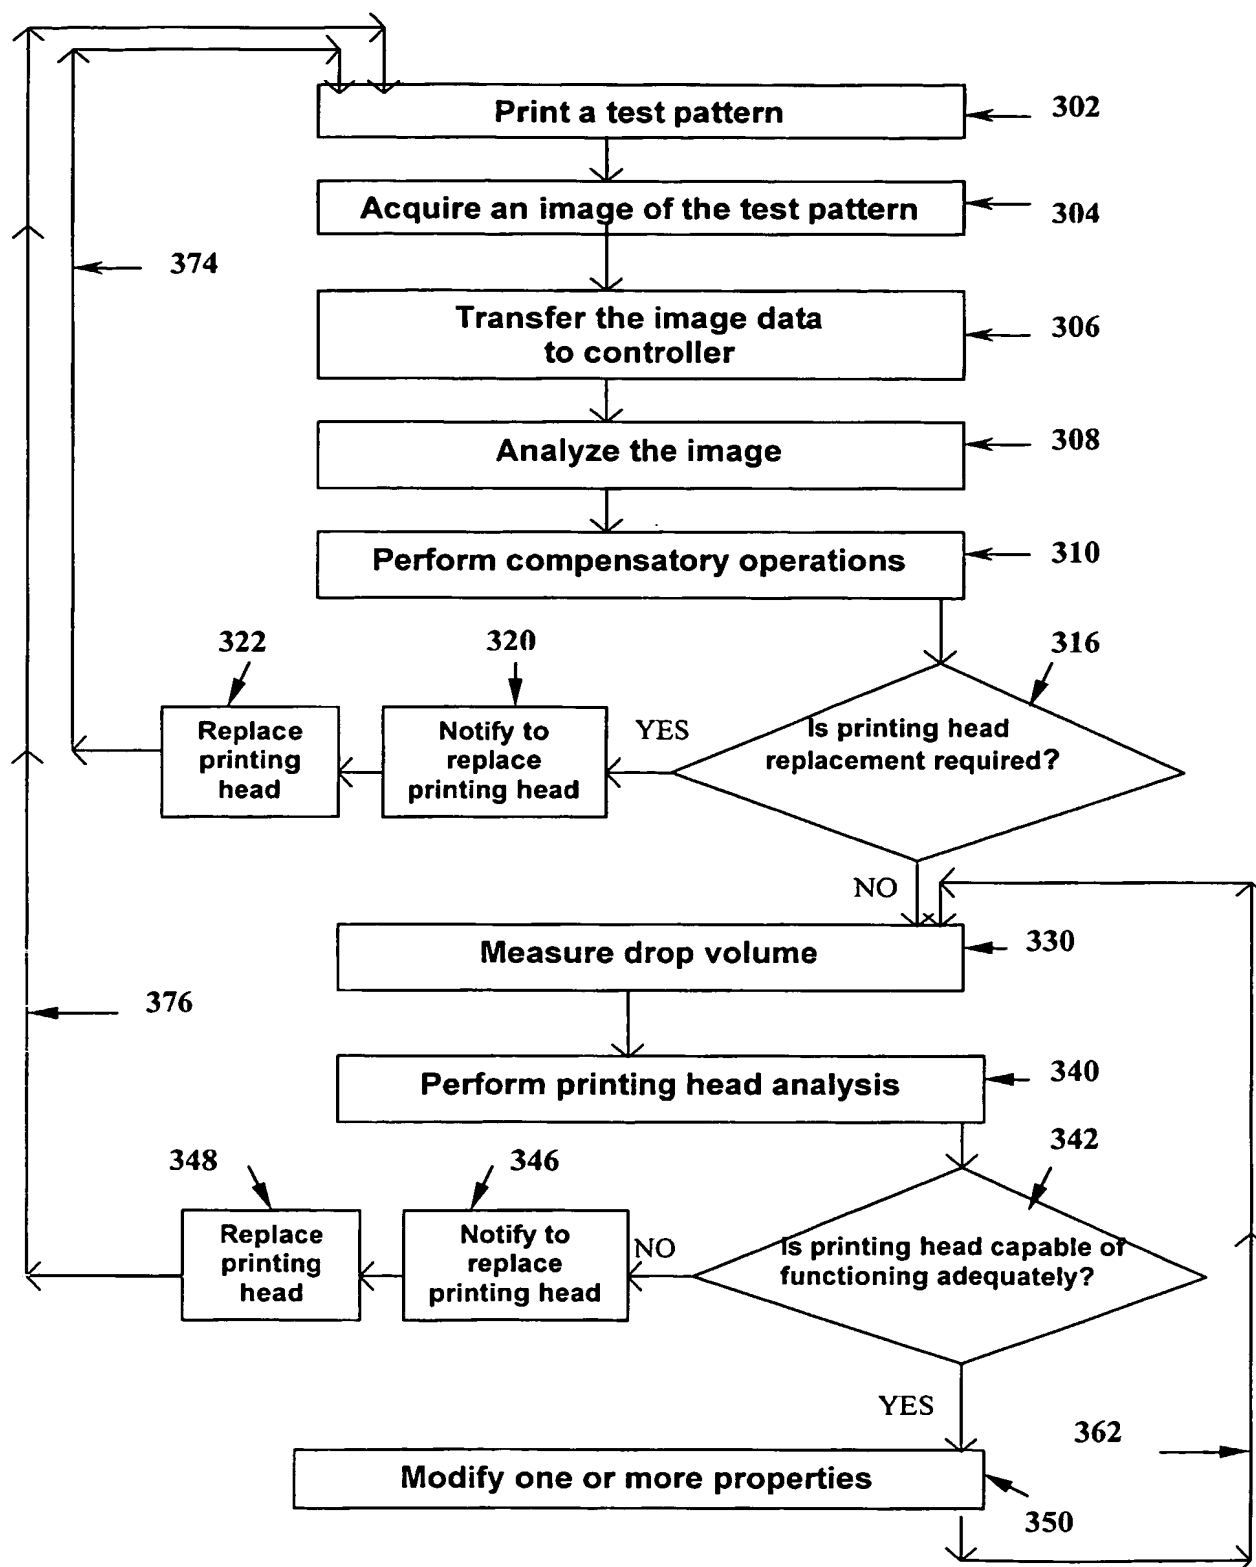 Print a test pattern
302
Acquire an image of the test pattern
304
374
Transfer the image data
to controller
306
Analyze the image
308
Perform compensatory operations
310
322
320
316
Replace
printing
head
Notify to
replace
printing head
YES
Is printing head
replacement required?
NO
Measure drop volume
330
376
Perform printing head analysis
340
342
348
346
Replace
printing
head
Notify to
replace
printing head
NO
Is printing head capable of
functioning adequately?
YES
362
Modify one or more properties
350